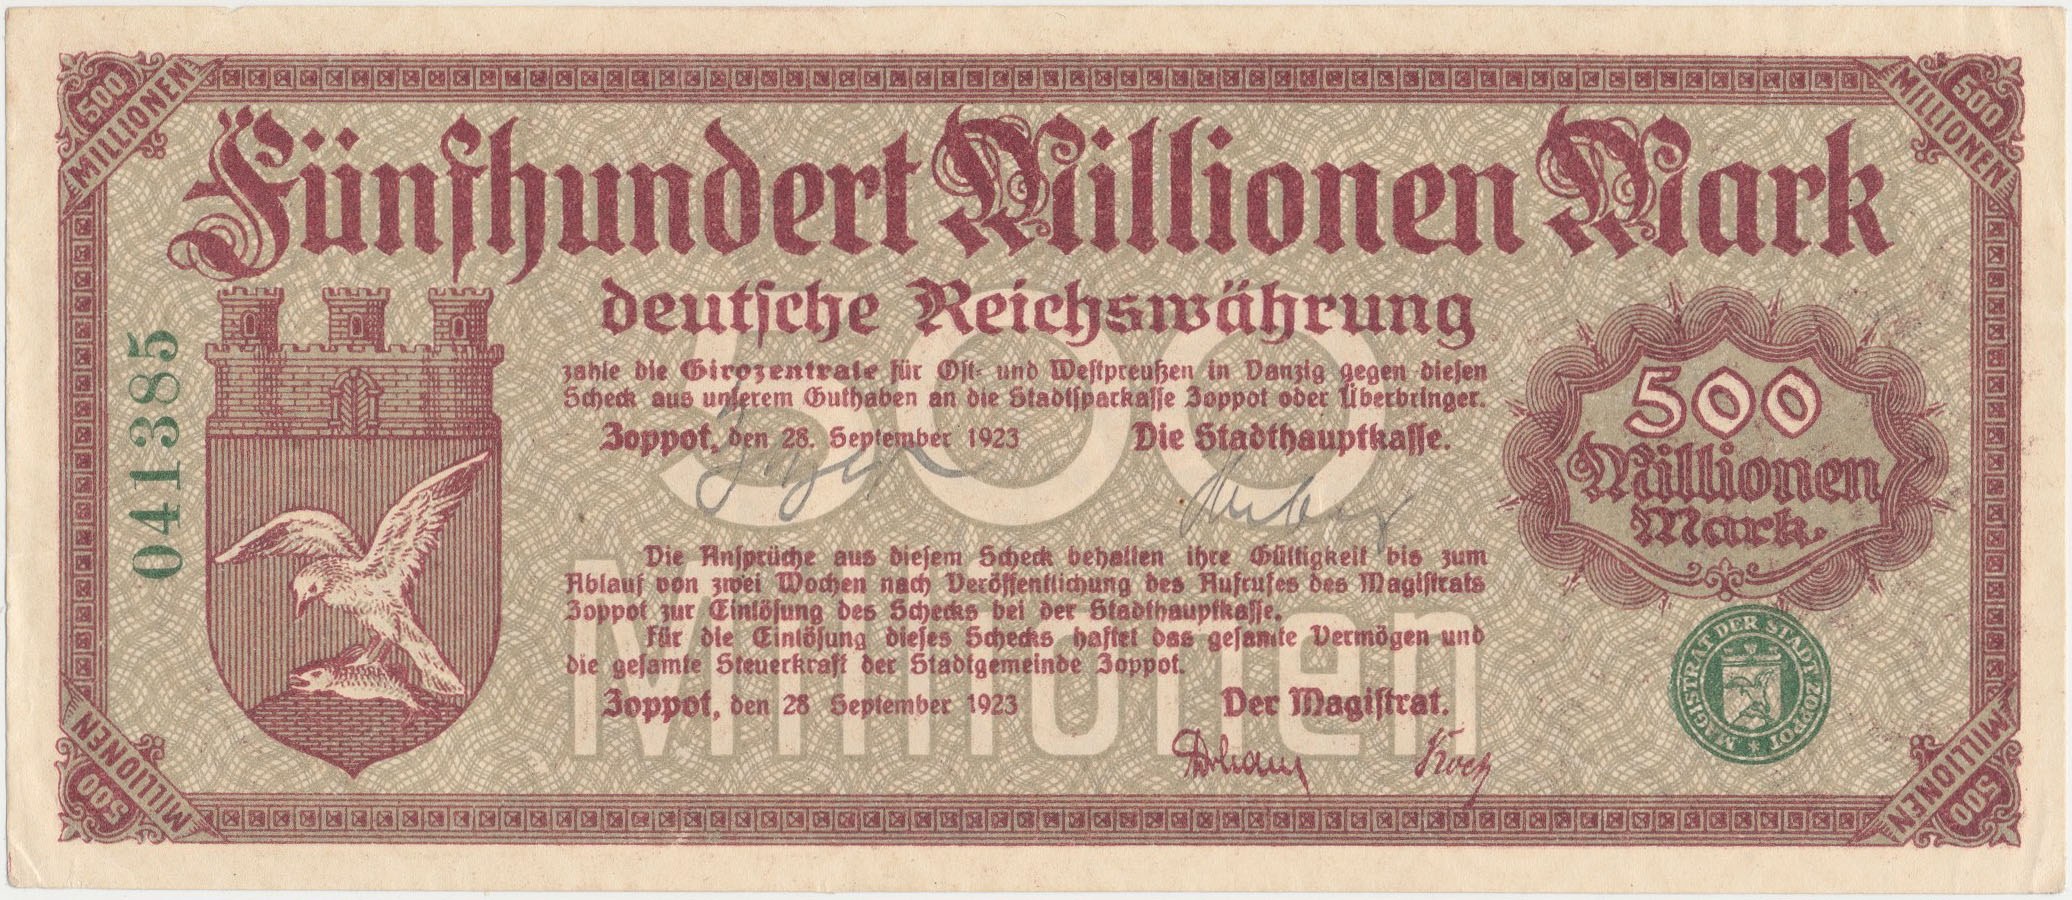 500
MILLIONEN
500
MILLIONEN
Fünfhundert Millionen Mark
deutsche Reichswährung
zahle die Girozentrale für Ost- und Westpreußen in Danzig gegen diesen
Scheck aus unserem Guthaben an die Stadtsparkasse Zoppot oder Überbringer.
Zoppot, den 28. September 1923 Die Stadthauptkasse.
041385
500
Millionen
500
Millionen
Mark.
Die Ansprüche aus diesem Scheck behalten ihre Gültigkeit bis zum
Ablauf von zwei Wochen nach Veröffentlichung des Aufrufes des Magistrats
Zoppot zur Einlösung des Schecks bei der Stadthauptkasse.
Für die Einlösung dieses Schecks haftet das gesamte Vermögen und
die gesamte Steuerkraft der Stadtgemeinde Zoppot.
Zoppot, den 28 September 1923 Der Magistrat.
MAGISTRAT DER STADT ZOPPOT *
500
MILLIONEN
500
MILLIONEN